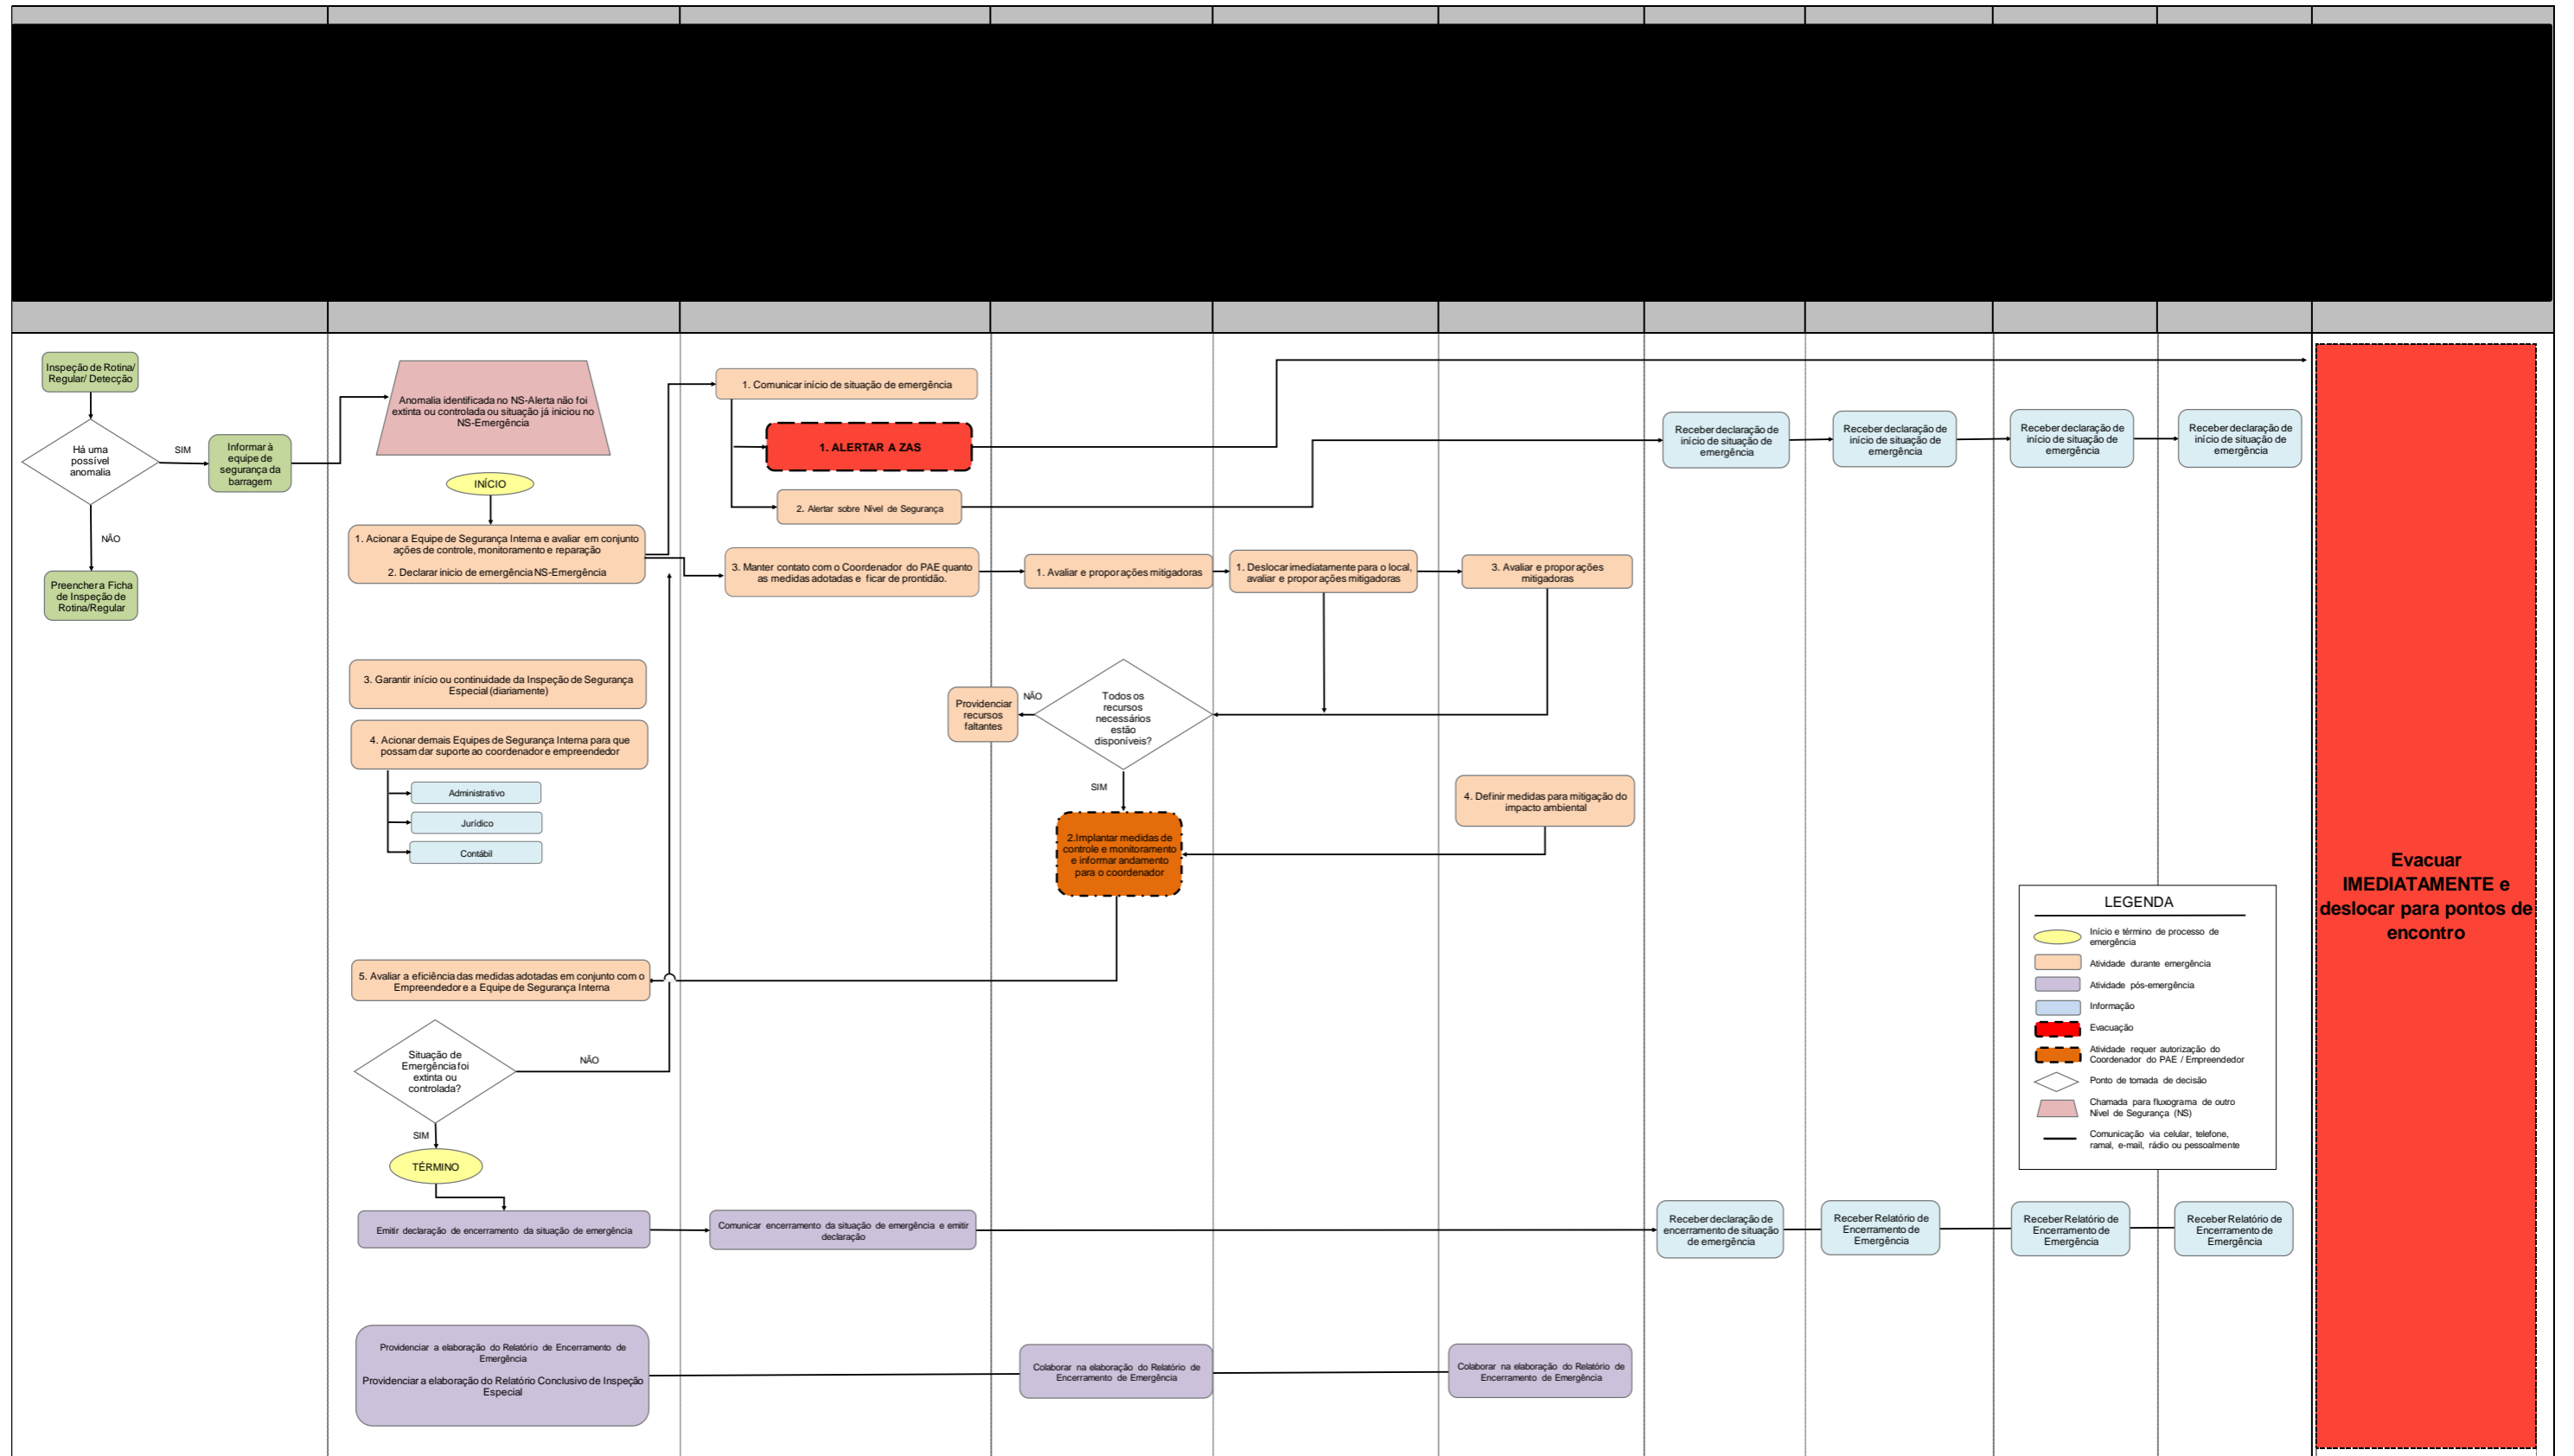 Inspeção de Rotina/
Regular/ Detecção
Há uma
possível
anomalia
SIM
Informar à
equipe de
segurança da
barragem
NÃO
Preencher a Ficha
de Inspeção de
Rotina/Regular
Anomalia identificada no NS-Alerta não foi
extinta ou controlada ou situação já iniciou no
NS-Emergência
INÍCIO
1. Acionar a Equipe de Segurança Interna e avaliar em conjunto
ações de controle, monitoramento e reparação
2. Declarar inicio de emergência NS-Emergência
3. Garantir início ou continuidade da Inspeção de Segurança
Especial (diariamente)
4. Acionar demais Equipes de Segurança Interna para que
possam dar suporte ao coordenador e empreendedor
Administrativo
Jurídico
Contábil
5. Avaliar a eficiência das medidas adotadas em conjunto com o
Empreendedor e a Equipe de Segurança Interna
Situação de
Emergência foi
extinta ou
controlada?
NÃO
SIM
TÉRMINO
Emitir declaração de encerramento da situação de emergência
Providenciar a elaboração do Relatório de Encerramento de
Emergência
Providenciar a elaboração do Relatório Conclusivo de Inspeção
Especial
1. Comunicar início de situação de emergência
1. ALERTAR A ZAS
2. Alertar sobre Nível de Segurança
3. Manter contato com o Coordenador do PAE quanto
as medidas adotadas e ficar de prontidão.
Comunicar encerramento da situação de emergência e emitir
declaração
1. Avaliar e propor ações mitigadoras
Providenciar
recursos
faltantes
NÃO
Todos os
recursos
necessários
estão
disponíveis?
SIM
2.Implantar medidas de
controle e monitoramento
e informar andamento
para o coordenador
Colaborar na elaboração do Relatório de
Encerramento de Emergência
1. Deslocar imediatamente para o local,
avaliar e propor ações mitigadoras
3. Avaliar e propor ações
mitigadoras
4. Definir medidas para mitigação do
impacto ambiental
Colaborar na elaboração do Relatório de
Encerramento de Emergência
Receber declaração de
início de situação de
emergência
Receber declaração de
início de situação de
emergência
Receber declaração de
início de situação de
emergência
Receber declaração de
início de situação de
emergência
LEGENDA
Início e término de processo de
emergência
Atividade durante emergência
Atividade pós-emergência
Informação
Evacuação
Atividade requer autorização do
Coordenador do PAE / Empreendedor
Ponto de tomada de decisão
Chamada para fluxograma de outro
Nível de Segurança (NS)
Comunicação via celular, telefone,
ramal, e-mail, rádio ou pessoalmente
Receber declaração de
encerramento de situação
de emergência
Receber Relatório de
Encerramento de
Emergência
Receber Relatório de
Encerramento de
Emergência
Receber Relatório de
Encerramento de
Emergência
Evacuar
IMEDIATAMENTE e
deslocar para pontos de
encontro